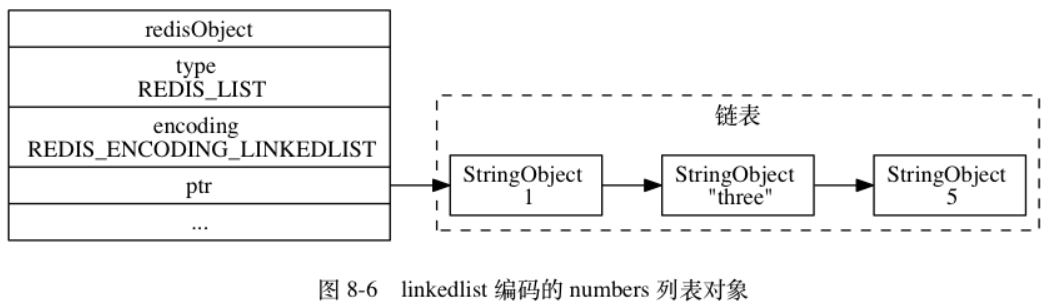 redisObject
type
REDIS_LIST
encoding
REDIS_ENCODING_LINKEDLIST
ptr
...
链表
StringObject
1
StringObject
"three"
StringObject
5
图 8-6 linkedlist 编码的 numbers 列表对象